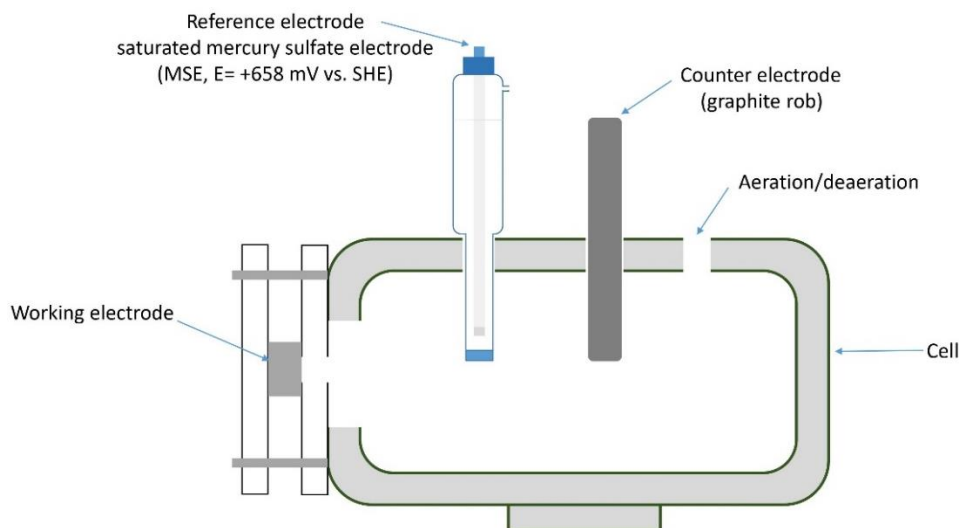 Reference electrode
saturated mercury sulfate electrode
(MSE, E= +658 mV vs. SHE)
Counter electrode
(graphite rob)
Aeration/deaeration
Working electrode
Cell